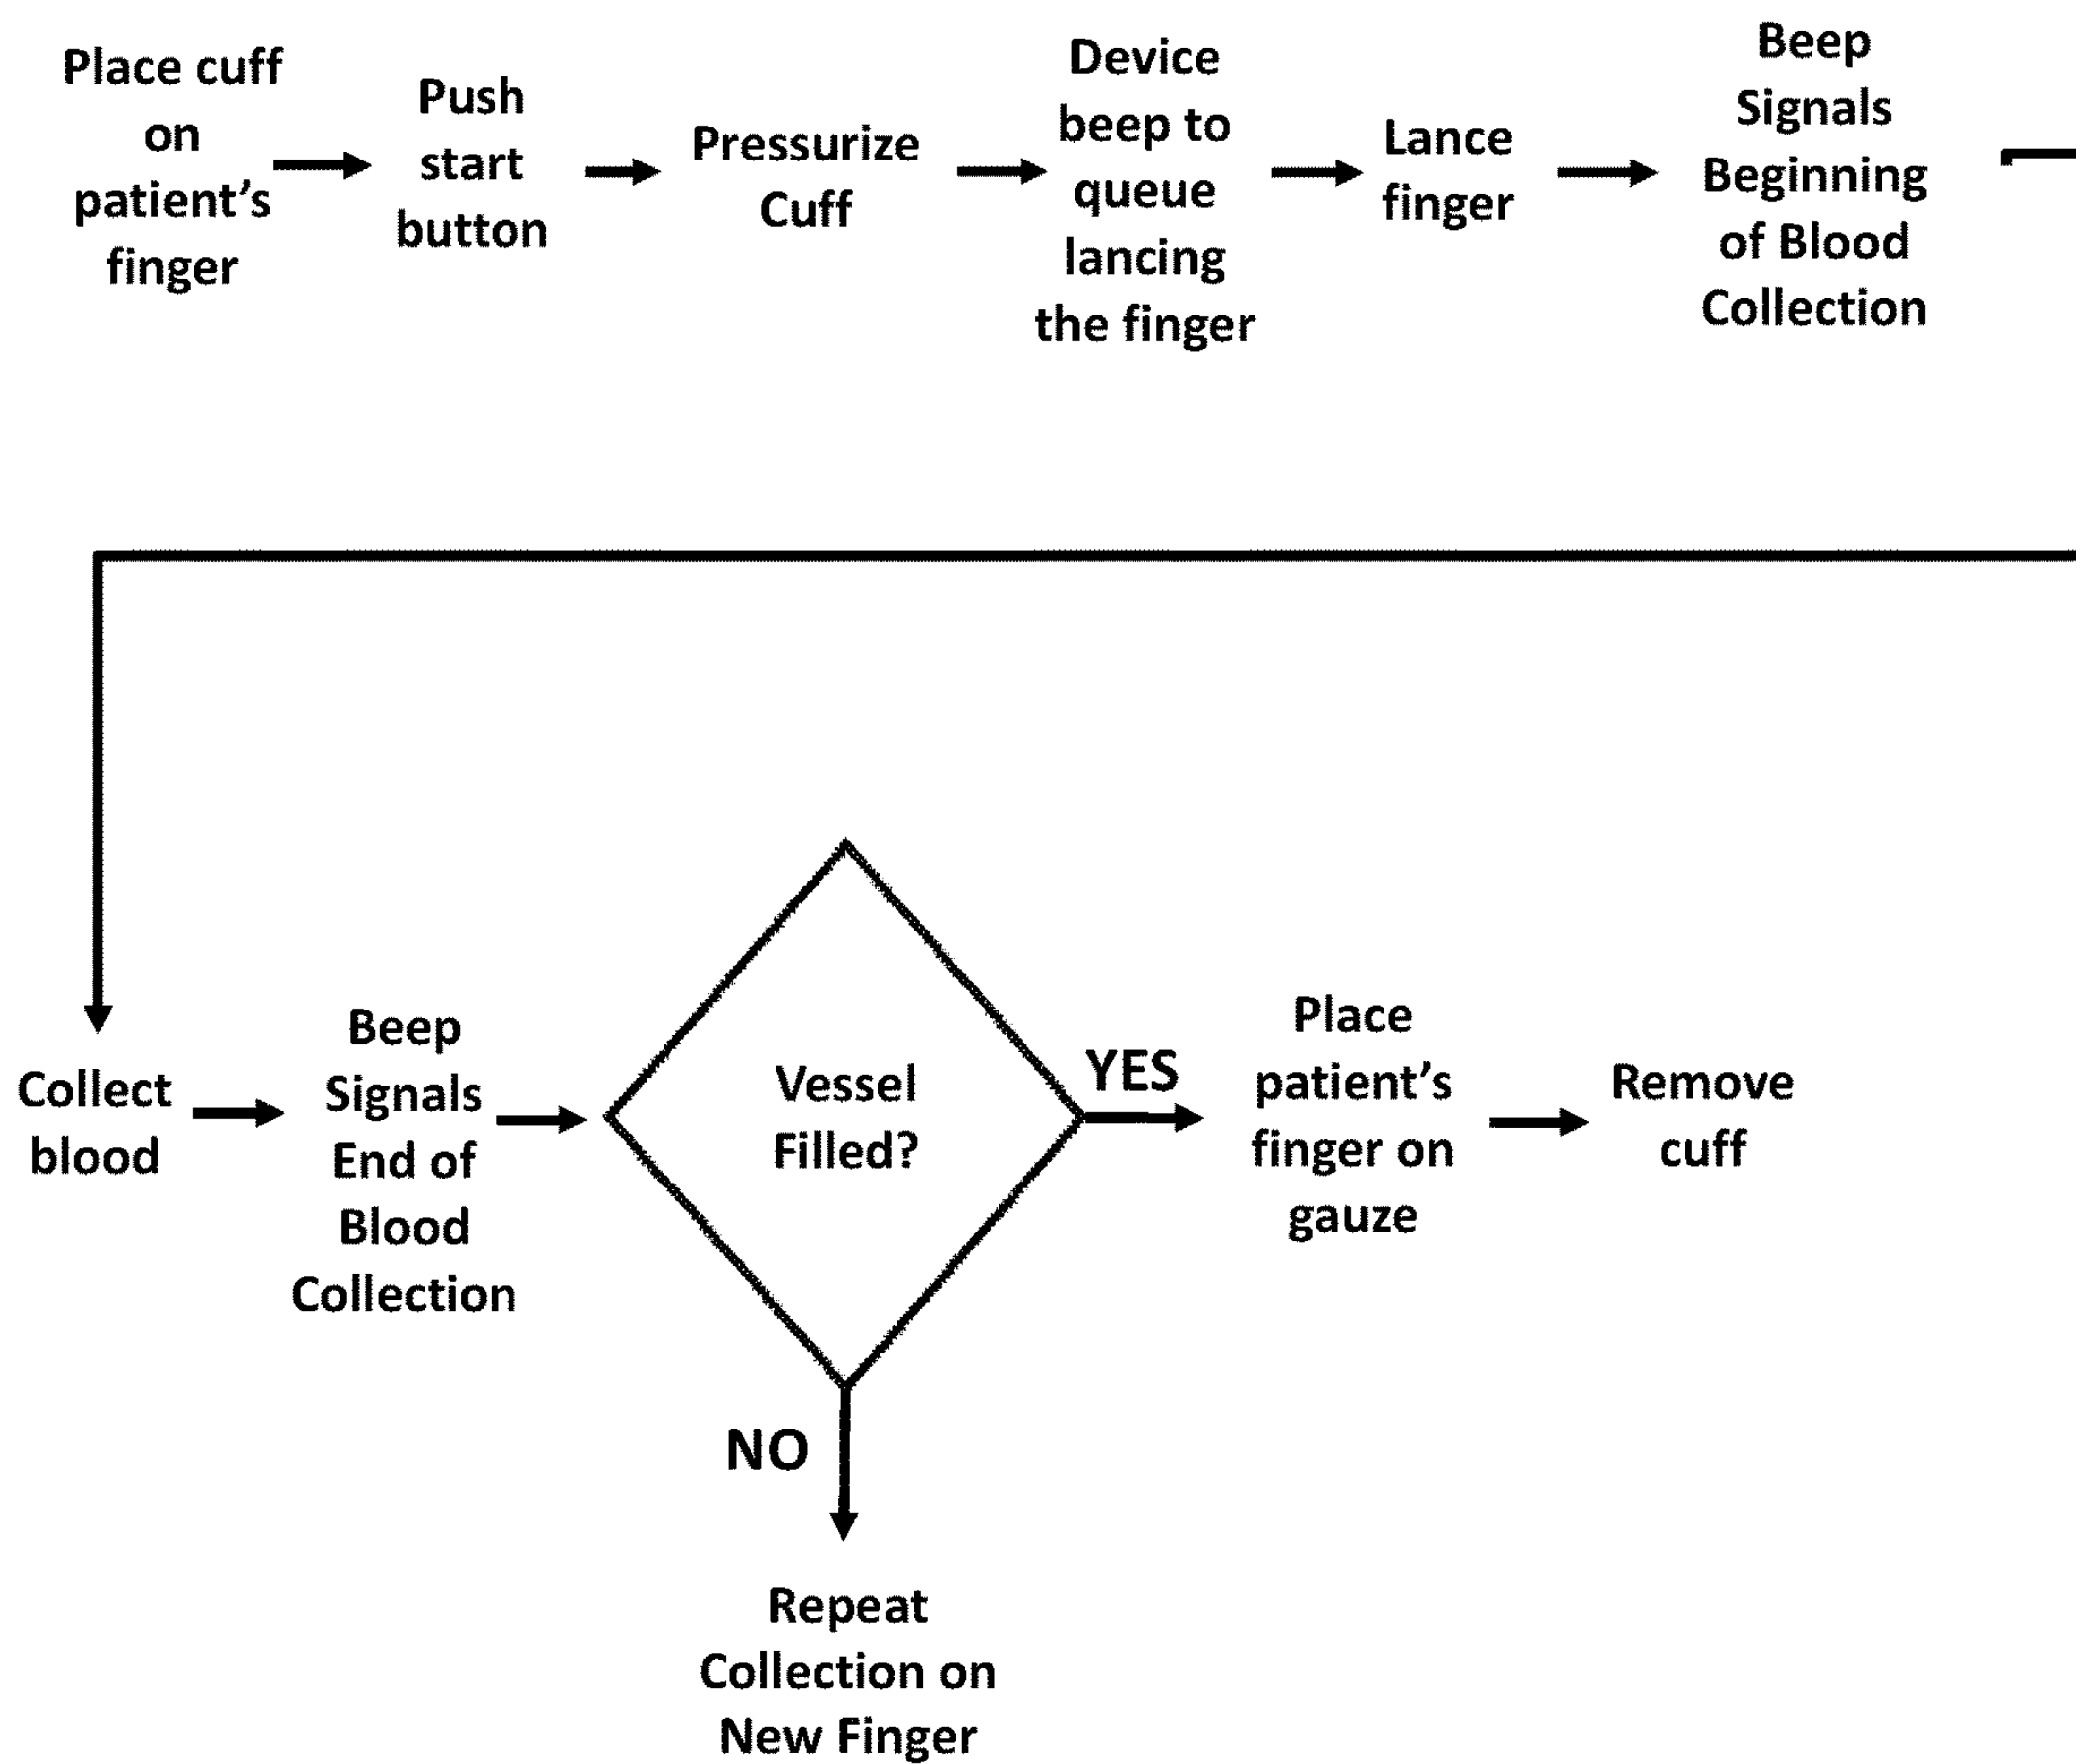 Place cuff
on
patient’s
finger
Push
start
button
Pressurize
Cuff
Device
beep to
queue
lancing
the finger
Lance
finger
Beep
Signals
Beginning
of Blood
Collection
Collect
blood
Beep
Signals
End of
Blood
Collection
Vessel
Filled?
YES
Place
patient’s
finger on
gauze
Remove
cuff
NO
Repeat
Collection on
New Finger